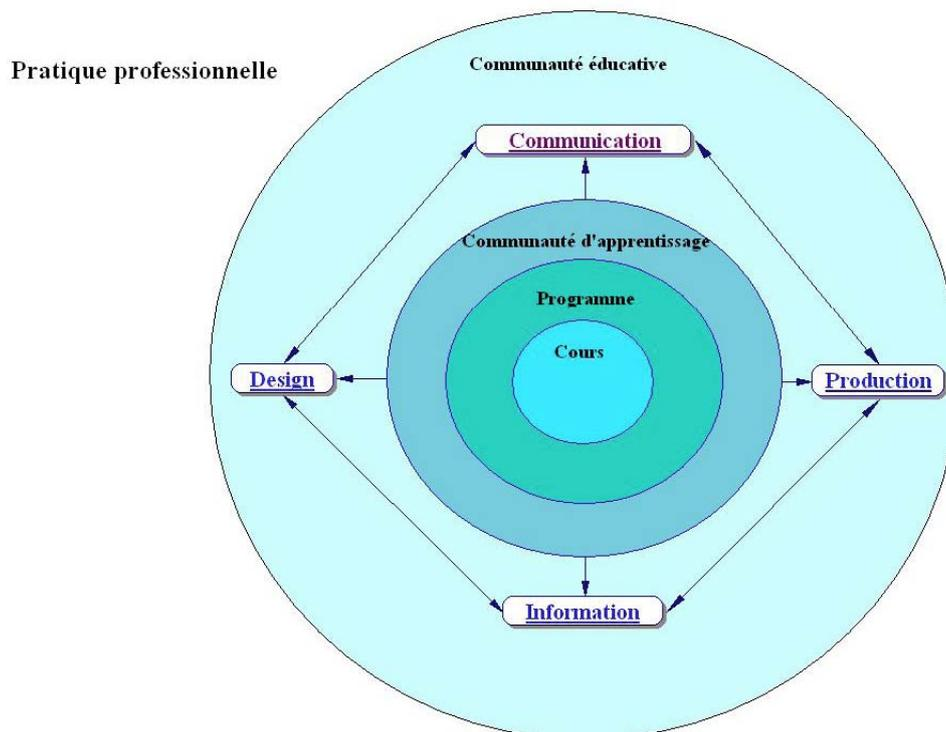 Pratique professionnelle
Communauté éducative
Communication
Communauté d'apprentissage
Programme
Cours
Design
Production
Information